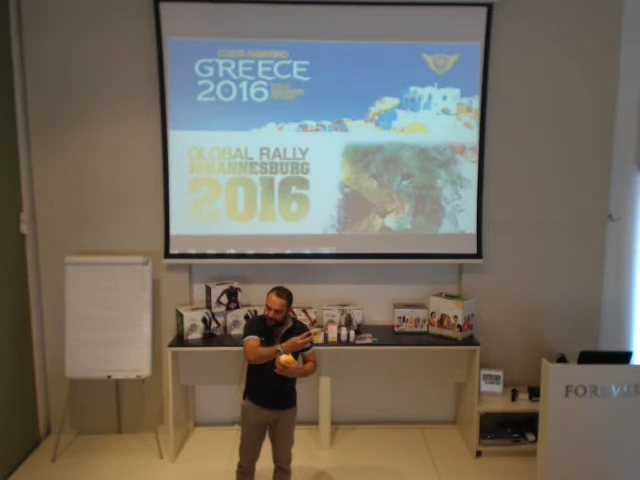 COSTA NAVARINO
GREECE
2016
GLOBAL RALLY
JOHANNESBURG
2016
FOREVER